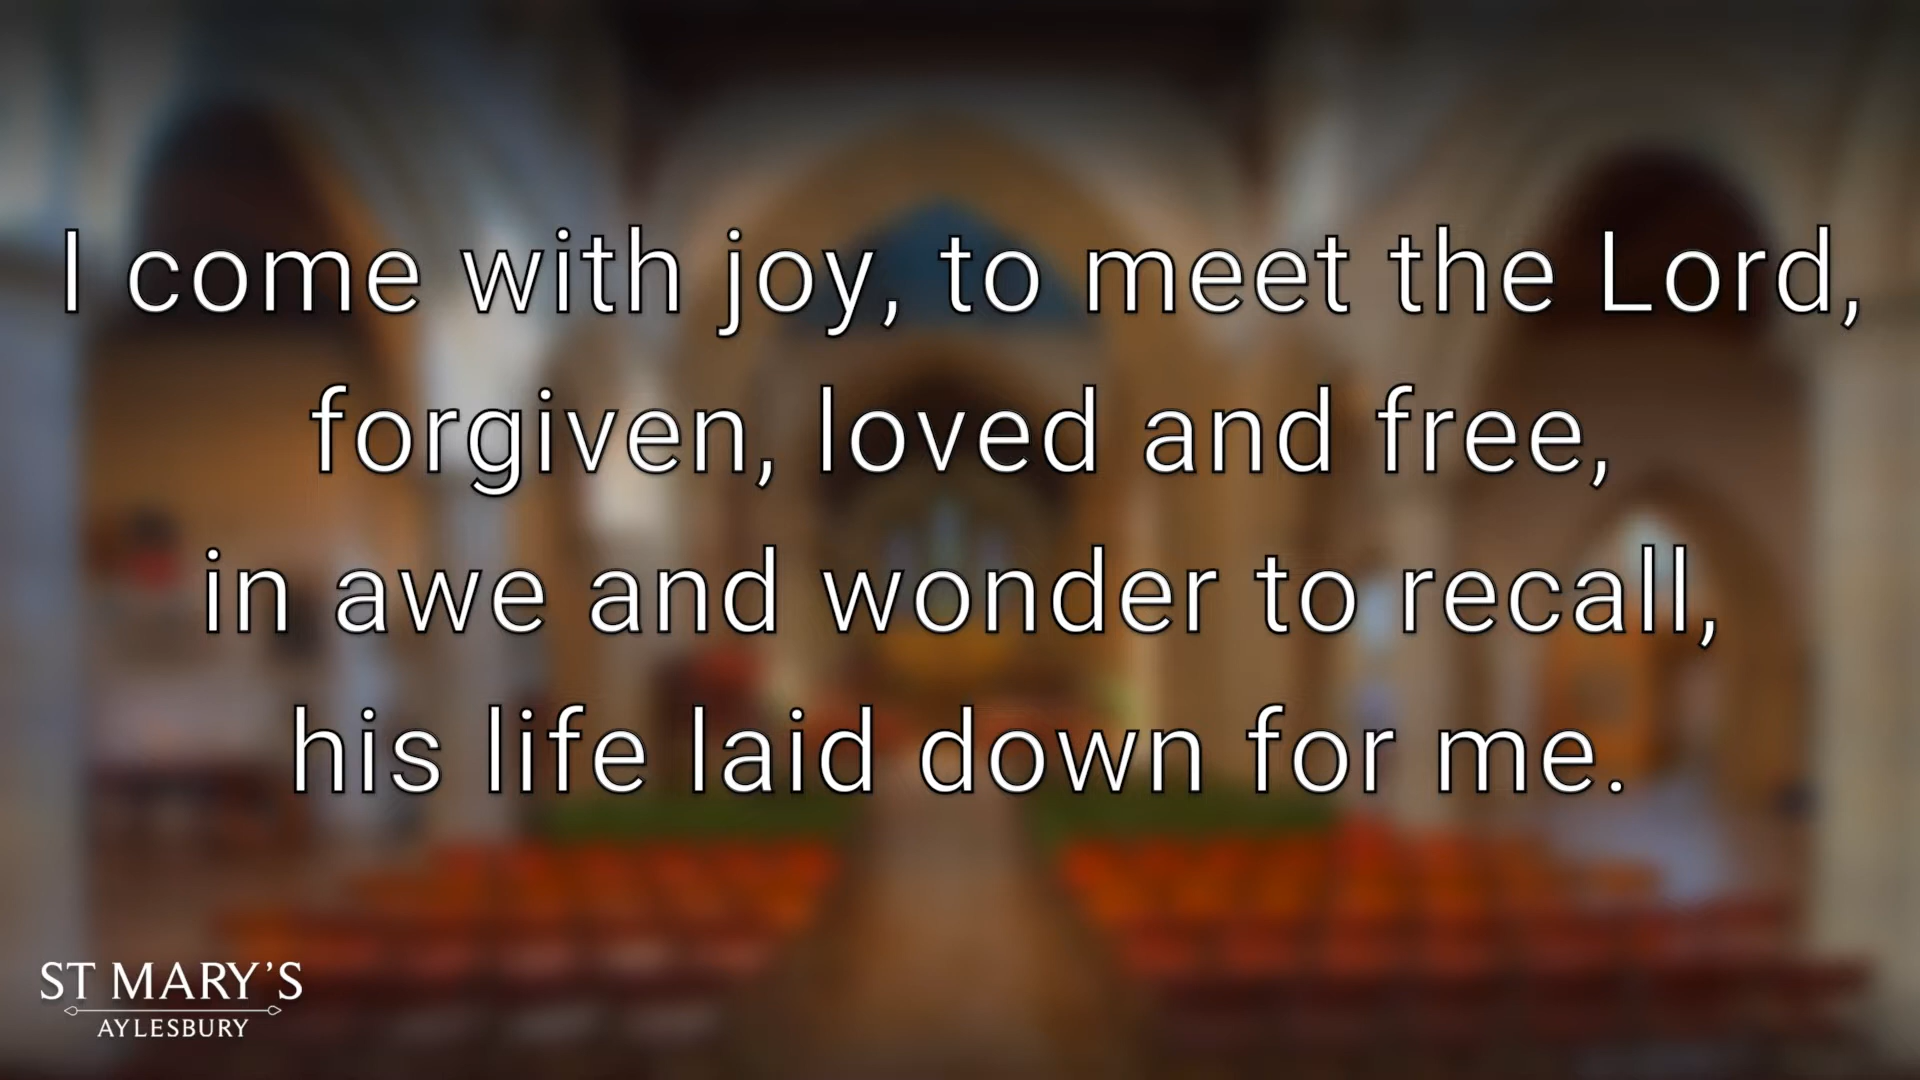 I come with joy, to meet the Lord,
forgiven, loved and free,
in awe and wonder to recall,
his life laid down for me.
ST MARY'S
AYLESBURY